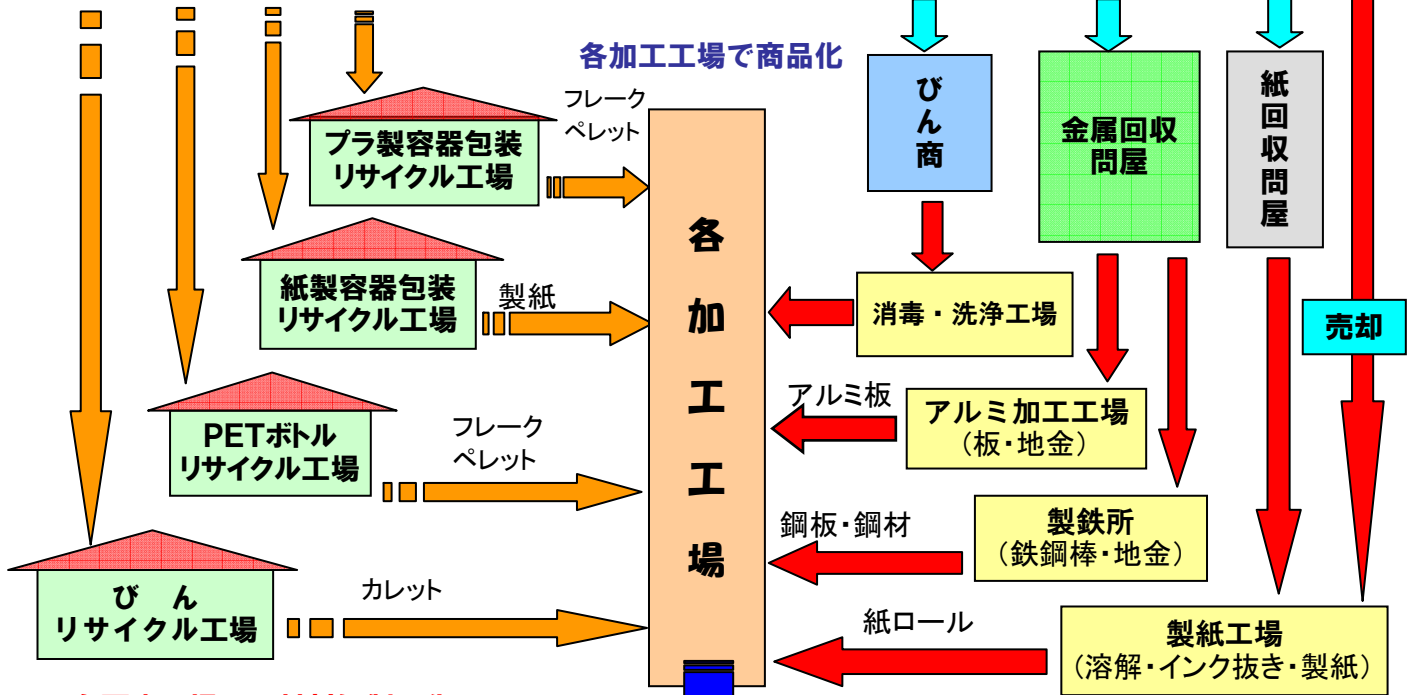 各加工工場で商品化
フレーク
ペレット
プラ製容器包装
リサイクル工場
紙製容器包装
リサイクル工場
製紙
PETボトル
リサイクル工場
フレーク
ペレット
びん
リサイクル工場
カレット
各加工工場
びん商
金属回収
問屋
紙回収問屋
消毒・洗浄工場
売却
アルミ板
アルミ加工工場
（板・地金）
鋼板・鋼材
製鉄所
（鉄鋼棒・地金）
紙ロール
製紙工場
（溶解・インク抜き・製紙）